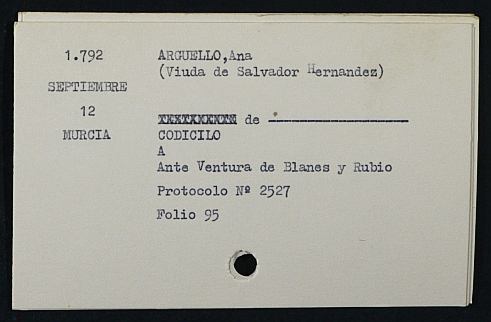 1.792
SEPTIEMBRE
12
MURCIA
ARGUELLO,Ana
(Viuda de Salvador Hernandez)
de
CODICILO
A
Ante Ventura de Blanes y Rubio
Protocolo Nº 2527
Folio 95